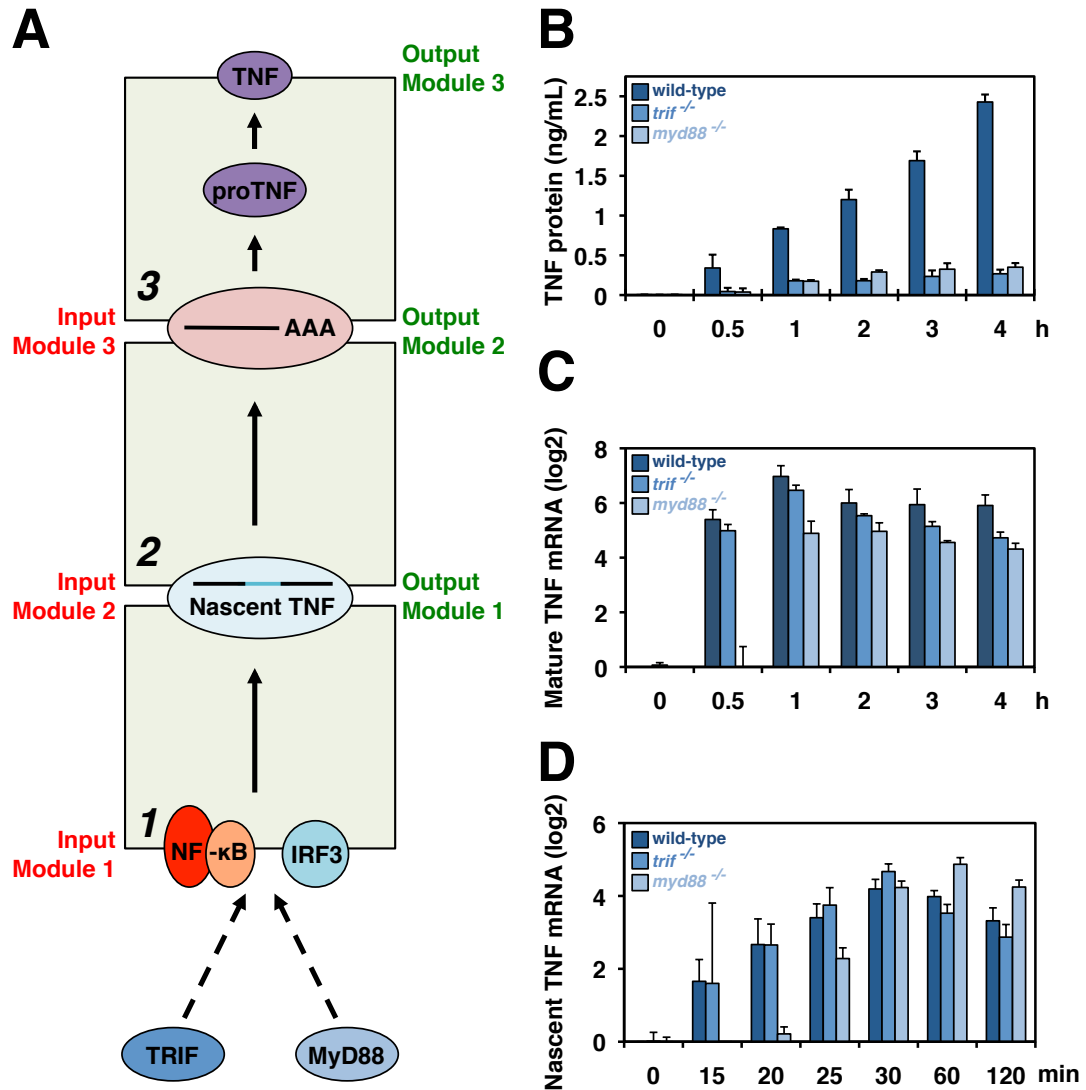 A
TNF
Output
Module 3
proTNF
3
Input
Module 3
AAA
Output
Module 2
2
Input
Module 2
Nascent TNF
Output
Module 1
1
Input
Module 1
NF
-κB
IRF3
TRIF
MyD88
B
TNF protein (ng/mL)
2.5
2
1.5
1
0.5
0
wild-type
trif -/-
myd88 -/-
0 0.5 1 2 3 4 h
C
Mature TNF mRNA (log2)
8
6
4
2
0
wild-type
trif -/-
myd88 -/-
0 0.5 1 2 3 4 h
D
Nascent TNF mRNA (log2)
6
4
2
0
wild-type
trif -/-
myd88 -/-
0 15 20 25 30 60 120 min